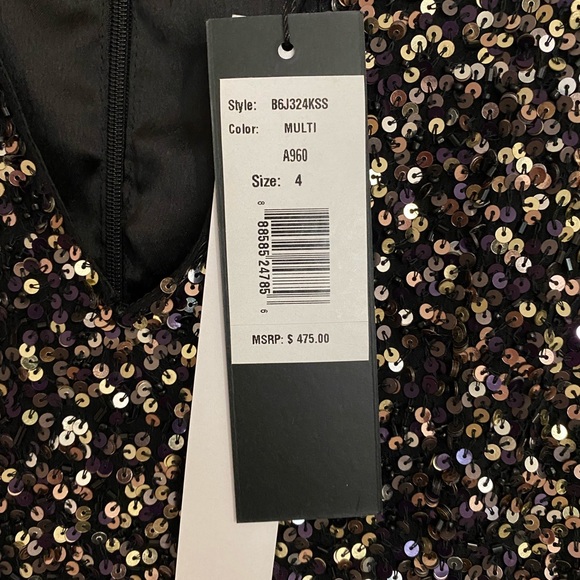 Style: B6J324KSS
Color: MULTI
A960
Size: 4
8 88585 24785 6
MSRP: $ 475.00